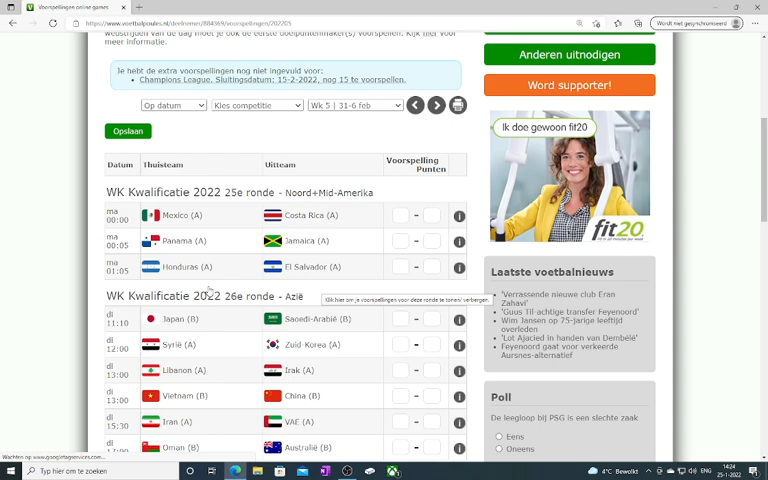 Voorspellingen online games
https://www.voetbalpoules.nl/deelnemer/884369/voorspellingen/202205
Wordt niet gesynchroniseerd
wedstrijden van de dag moet je ook de eerste doelpuntenmaker(s) voorspellen. Kijk hier voor
meer informatie.
Anderen uitnodigen
Word supporter!
Je hebt de extra voorspellingen nog niet ingevuld voor:
• Champions League. Sluitingsdatum: 15-2-2022, nog 15 te voorspellen.
Op datum
Kies competitie
Wk 5 | 31-6 feb
Opslaan
Datum Thuisteam Uitteam Voorspelling
Punten
WK Kwalificatie 2022 25e ronde - Noord+Mid-Amerika
ma 00:00 Mexico (A) Costa Rica (A) -
ma 00:05 Panama (A) Jamaica (A) -
ma 01:05 Honduras (A) El Salvador (A) -
WK Kwalificatie 2022 26e ronde - Azië
Klik hier om je voorspellingen voor deze ronde te tonen/ verbergen.
di 11:10 Japan (B) Saoedi-Arabië (B) -
di 12:00 Syrië (A) Zuid-Korea (A) -
di 13:00 Libanon (A) Irak (A) -
di 13:00 Vietnam (B) China (B) -
di 15:30 Iran (A) VAE (A) -
di Oman (B) Australië (B) -
Ik doe gewoon fit20
fit20
Laatste voetbalnieuws
• 'Verrassende nieuwe club Eran
Zahavi'
• 'Guus Til-achtige transfer Feyenoord'
• Wim Jansen op 75-jarige leeftijd
overleden
• 'Lot Ajacied in handen van Dembélé'
• Feyenoord gaat voor verkeerde
Aursnes-alternatief
Poll
De leegloop bij PSG is een slechte zaak
Eens
Oneens
Wachten op www.googletagservices.com...
Typ hier om te zoeken
4°C Bewolkt
ENG
14:24
25-1-2022